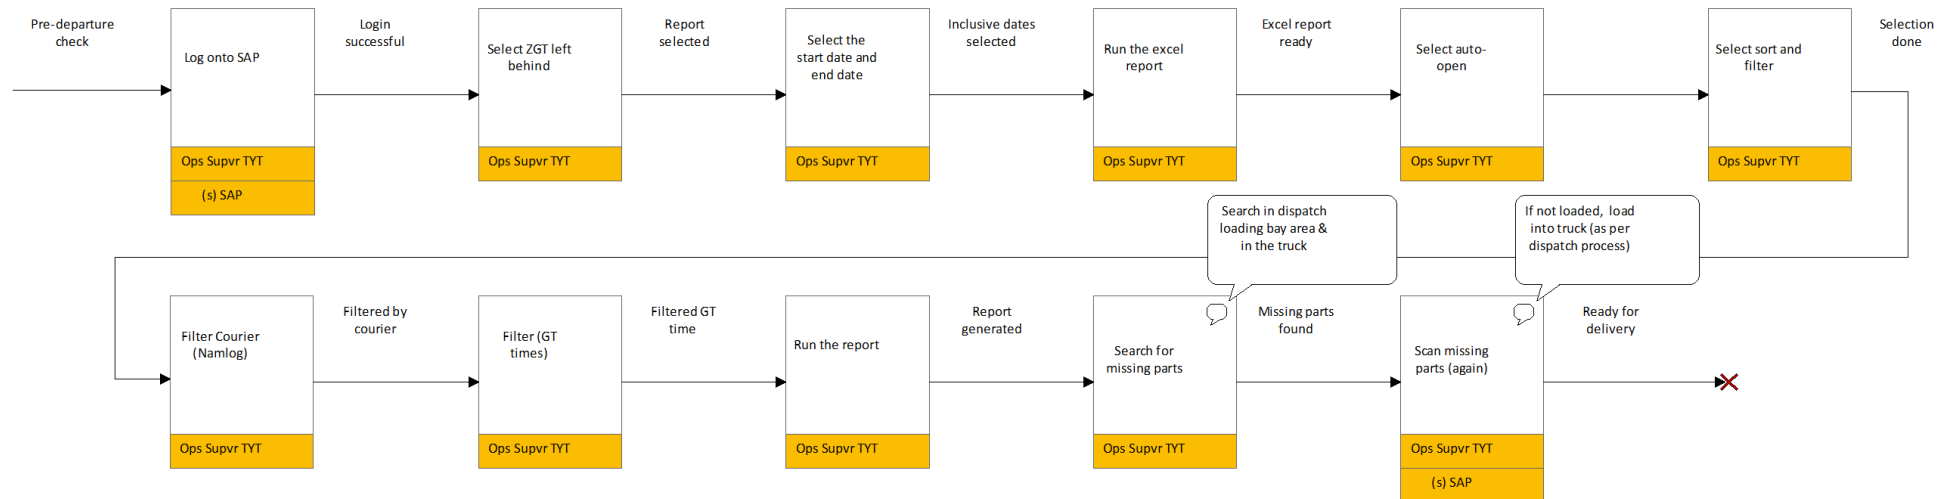 Pre-departure
check
Log onto SAP
Ops Supvr TYT
(s) SAP
Login
successful
Select ZGT left
behind
Ops Supvr TYT
Report
selected
Select the
start date and
end date
Ops Supvr TYT
Inclusive dates
selected
Run the excel
report
Ops Supvr TYT
Excel report
ready
Select auto-
open
Ops Supvr TYT
Select sort and
filter
Ops Supvr TYT
Selection
done
Filter Courier
(Namlog)
Ops Supvr TYT
Filtered by
courier
Filter (GT
times)
Ops Supvr TYT
Filtered GT
time
Run the report
Ops Supvr TYT
Report
generated
Search in dispatch
loading bay area &
in the truck
Search for
missing parts
Ops Supvr TYT
Missing parts
found
If not loaded, load
into truck (as per
dispatch process)
Scan missing
parts (again)
Ops Supvr TYT
(s) SAP
Ready for
delivery